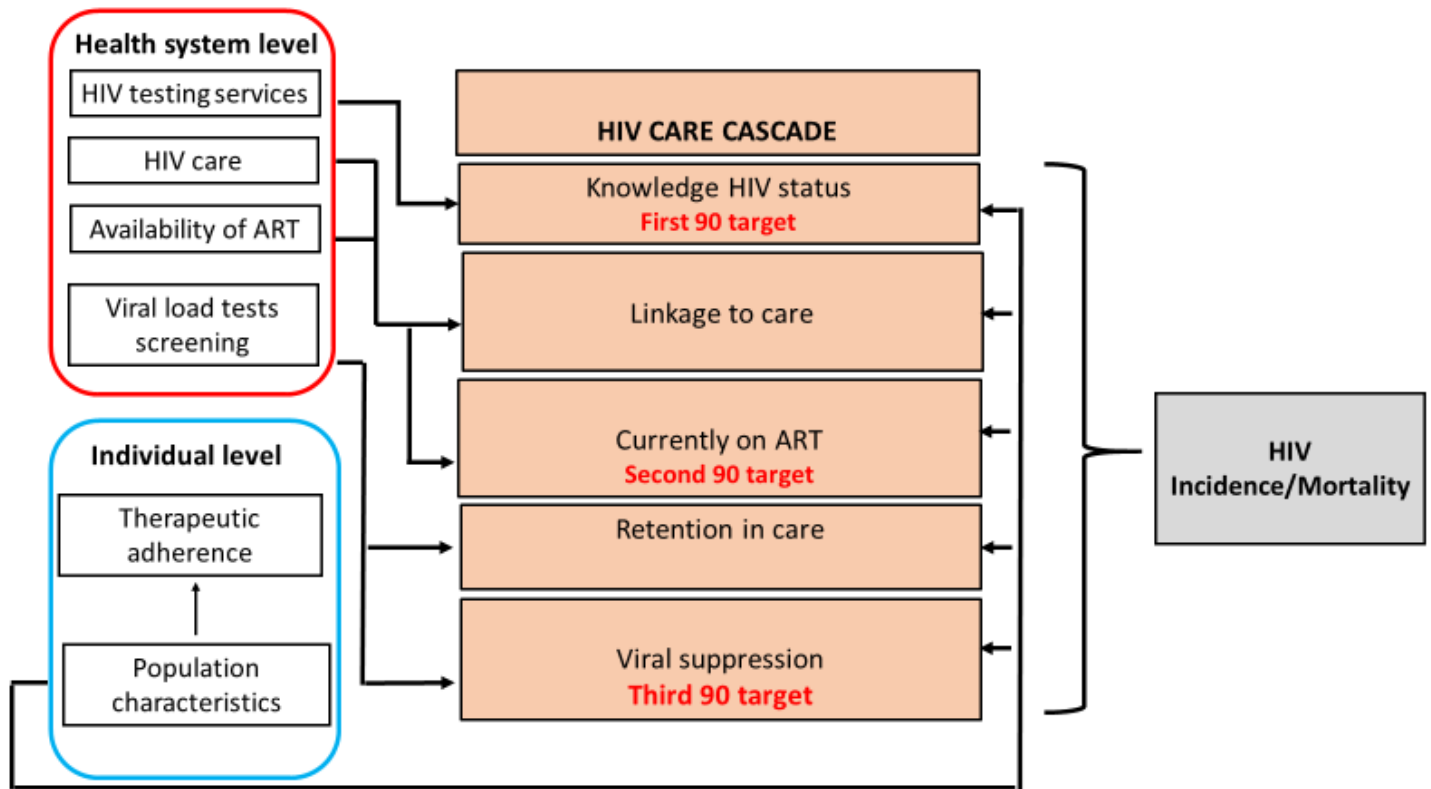 Health system level
HIV testing services
HIV care
Availability of ART
Viral load tests
screening
Individual level
Therapeutic
adherence
Population
characteristics
HIV CARE CASCADE
Knowledge HIV status
First 90 target
Linkage to care
Currently on ART
Second 90 target
Retention in care
Viral suppression
Third 90 target
HIV
Incidence/Mortality